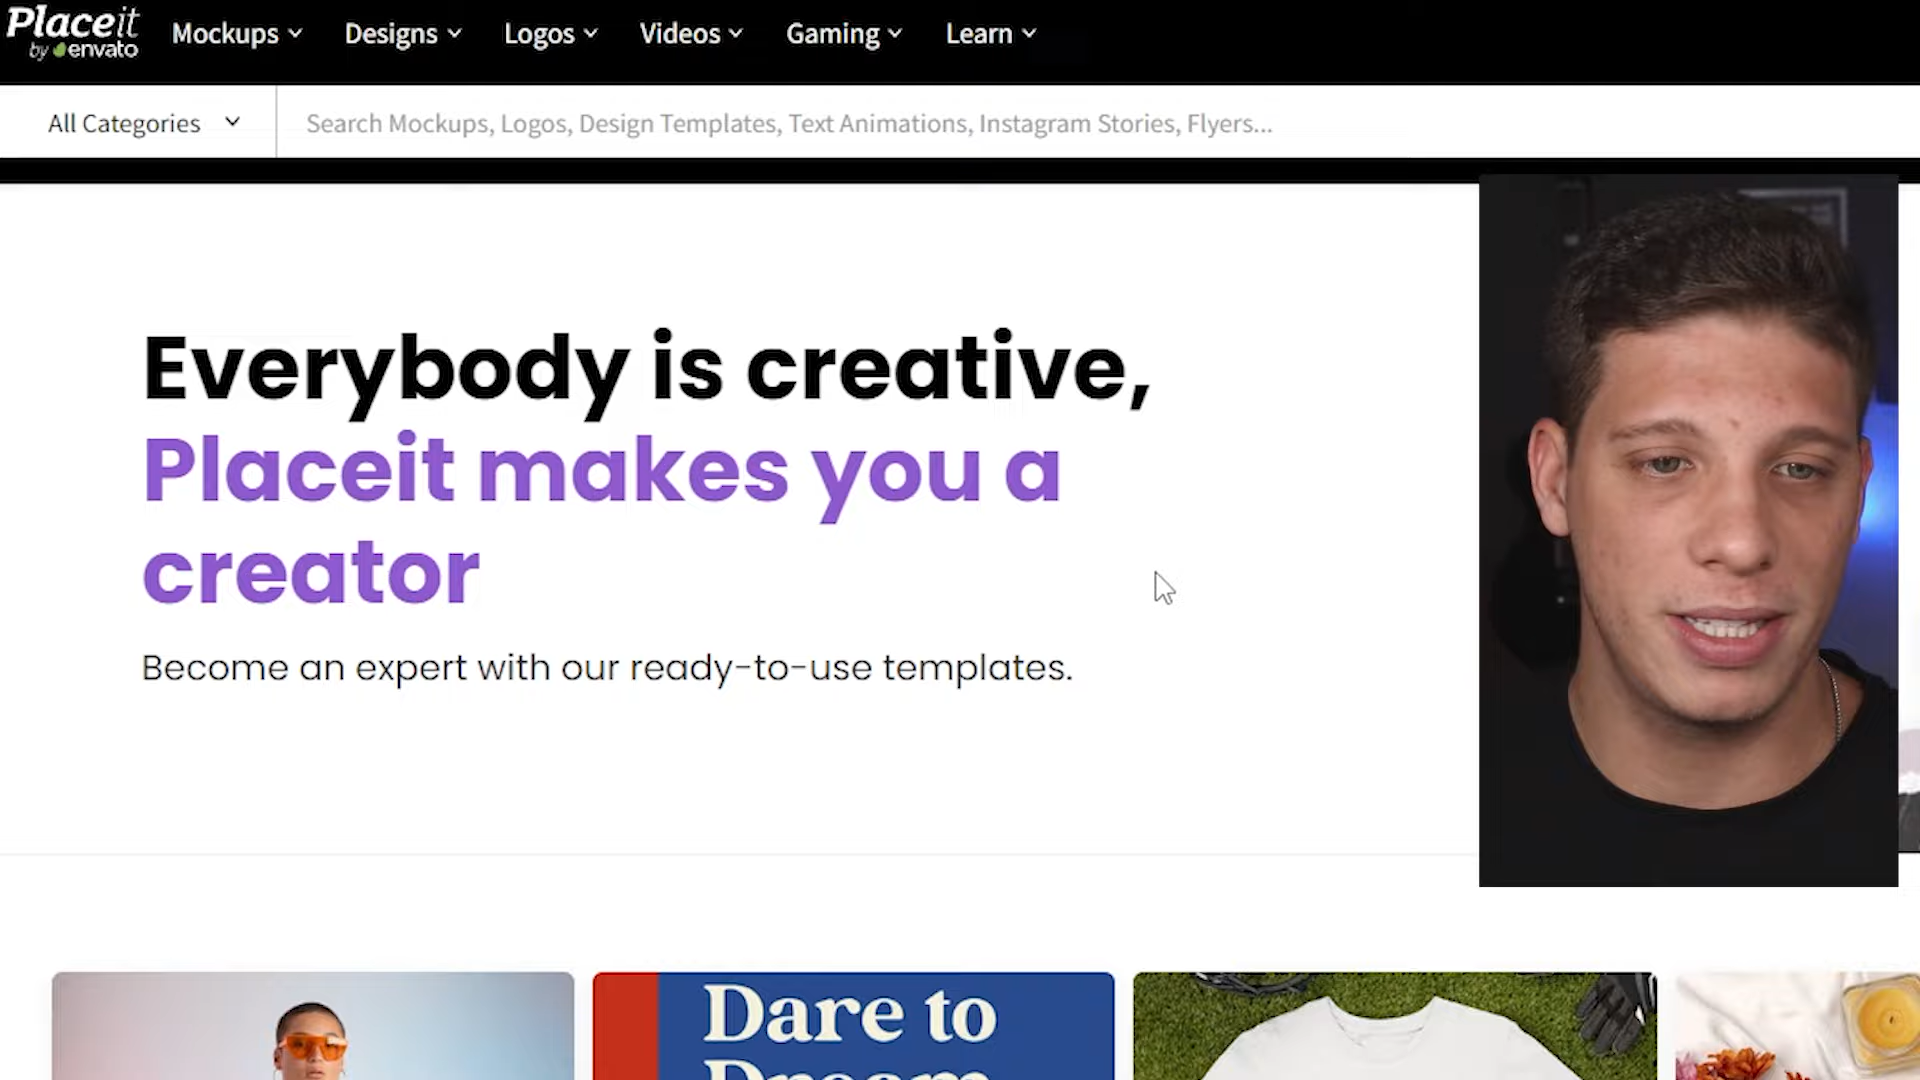 Placeit
by envato
Mockups
Designs
Logos
Videos
Gaming
Learn
All Categories
Search Mockups, Logos, Design Templates, Text Animations, Instagram Stories, Flyers...
Everybody is creative,
Placeit makes you a
creator
Become an expert with our ready-to-use templates.
Dare to
Dream